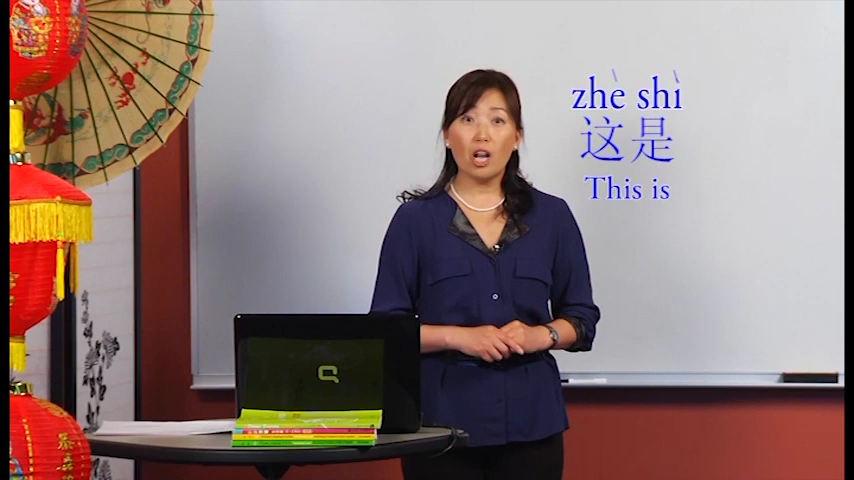 zhè shì
这是
This is